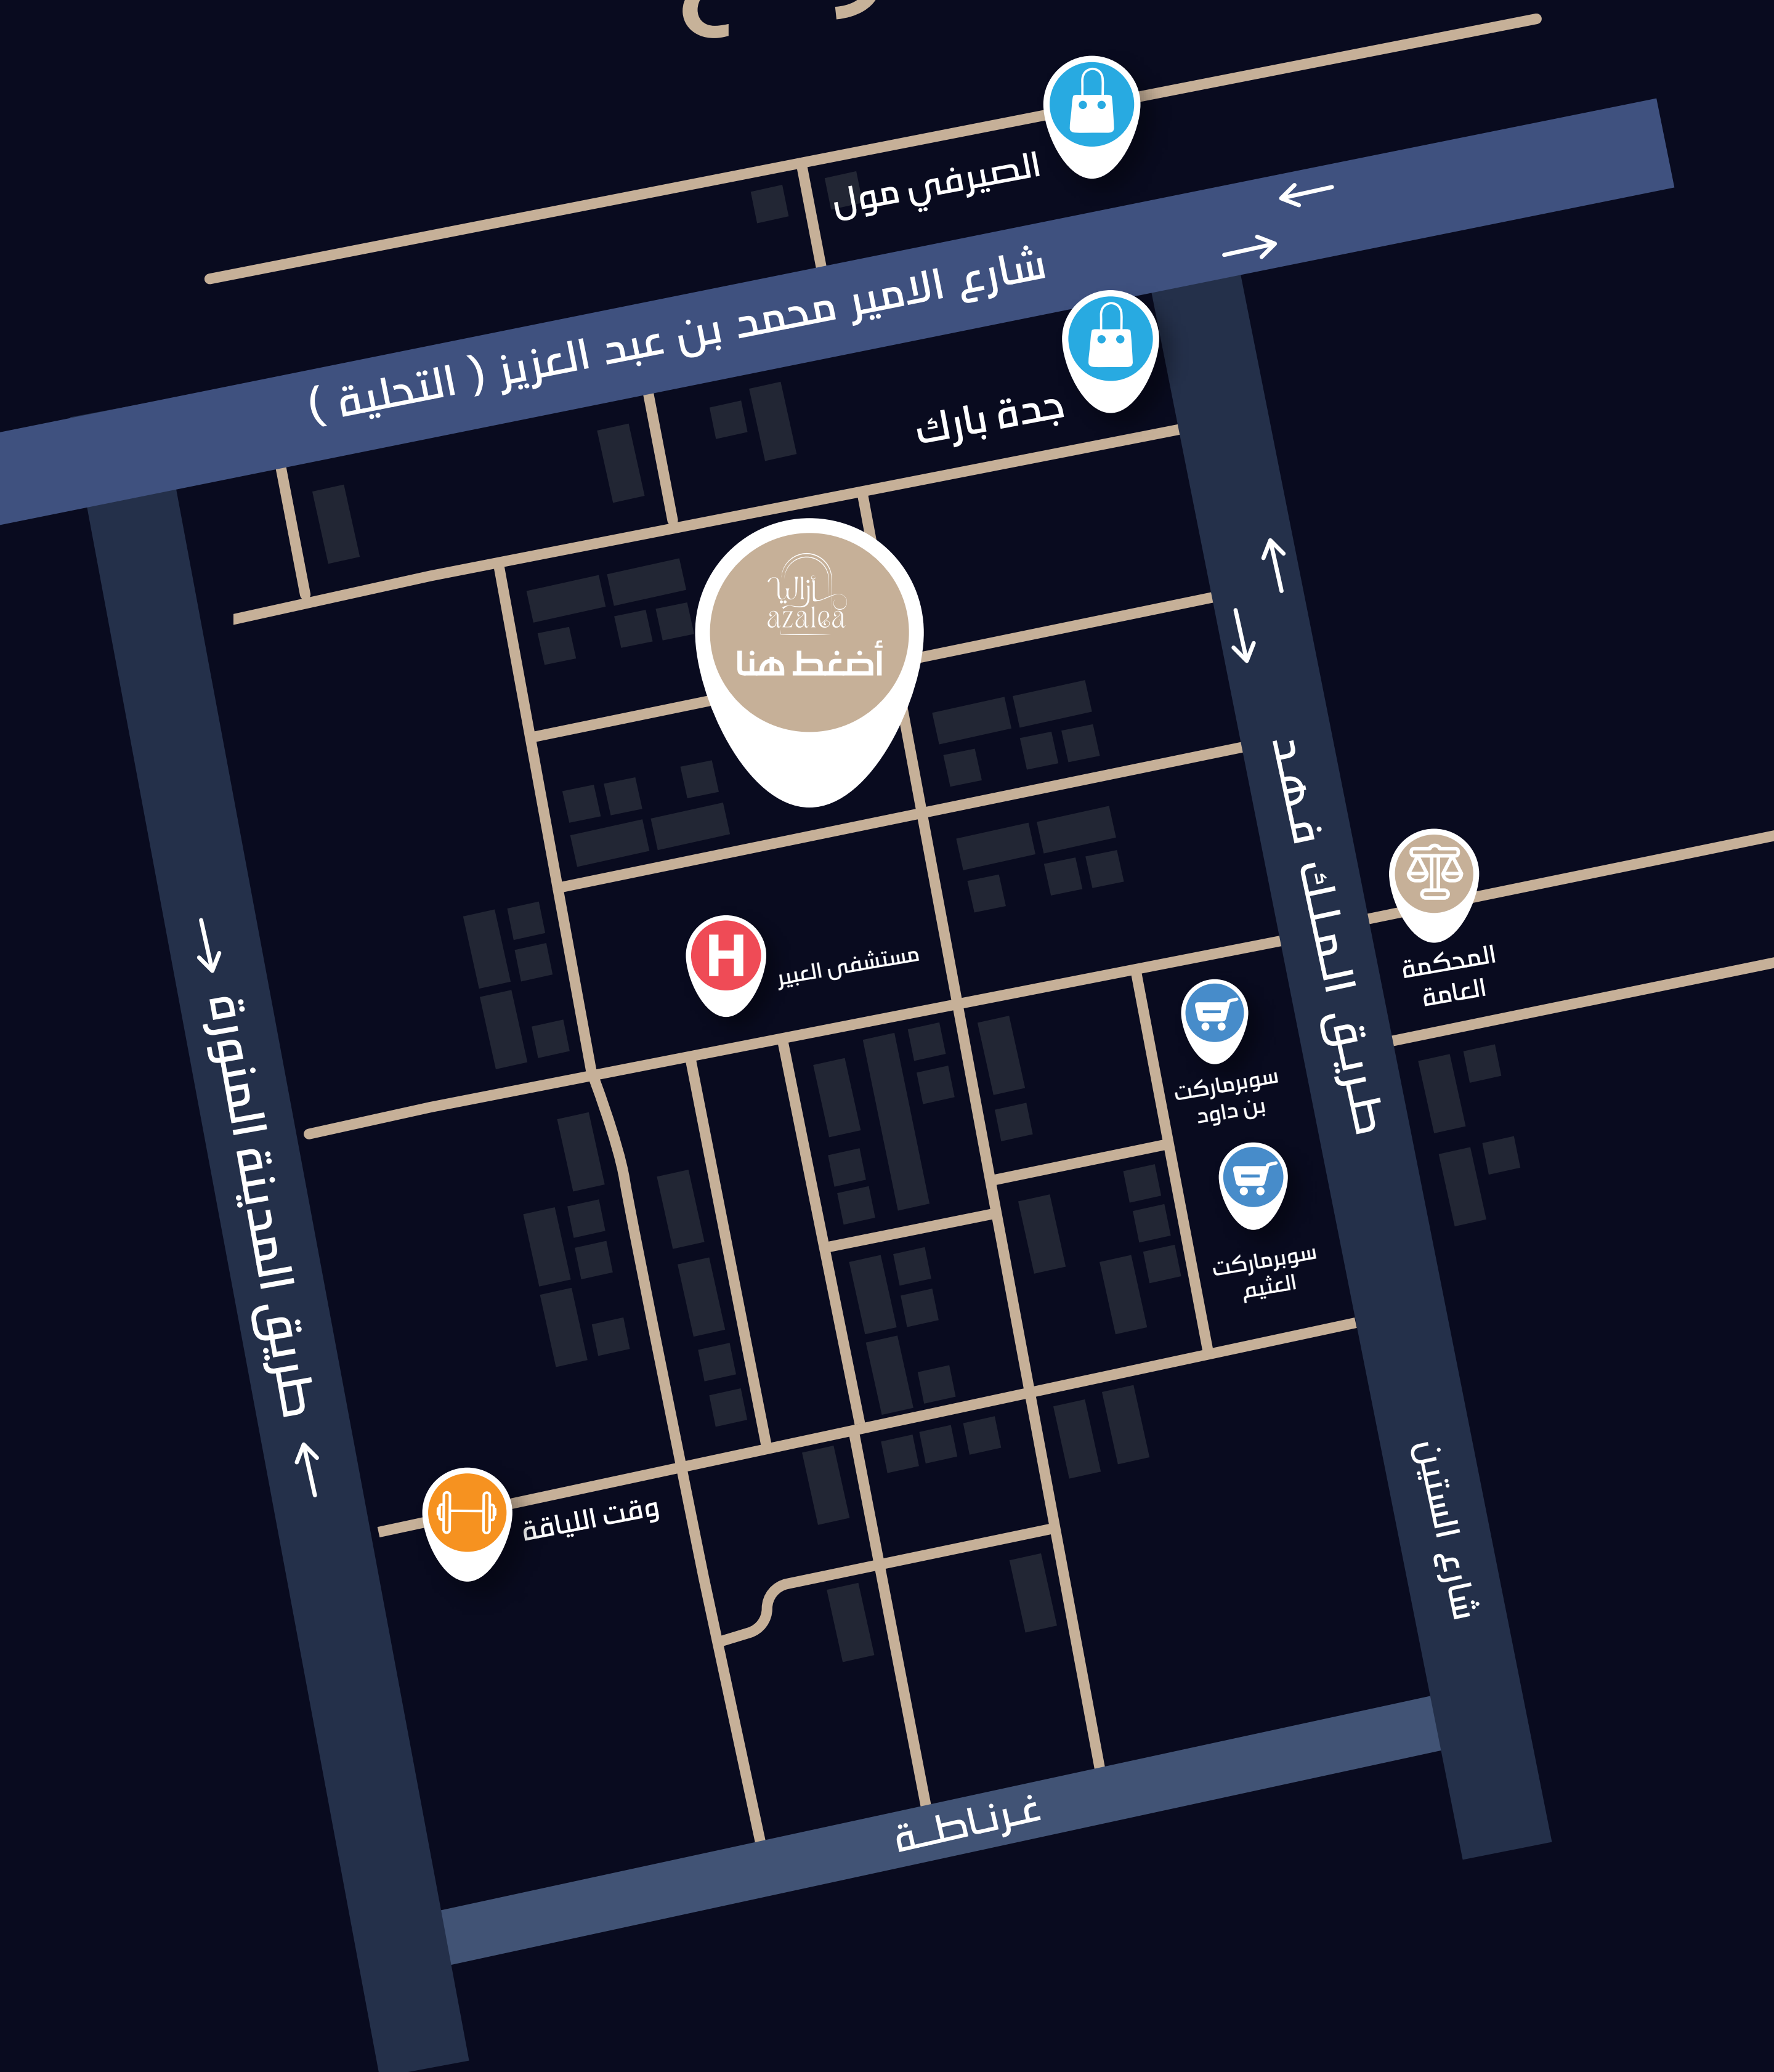 الصيرفي مول
شارع الامير محمد بن عبد العزيز ( التحلية )
جدة بارك
أزاليا
azalea
أضغط هنا
طريق الملك فهد
المحكمة
العامة
H
مستشفى العبير
سوبرماركت
بن داود
سوبرماركت
العثيم
طريق المدينة المنورة
شارع الستين
وقت اللياقة
غرناطة